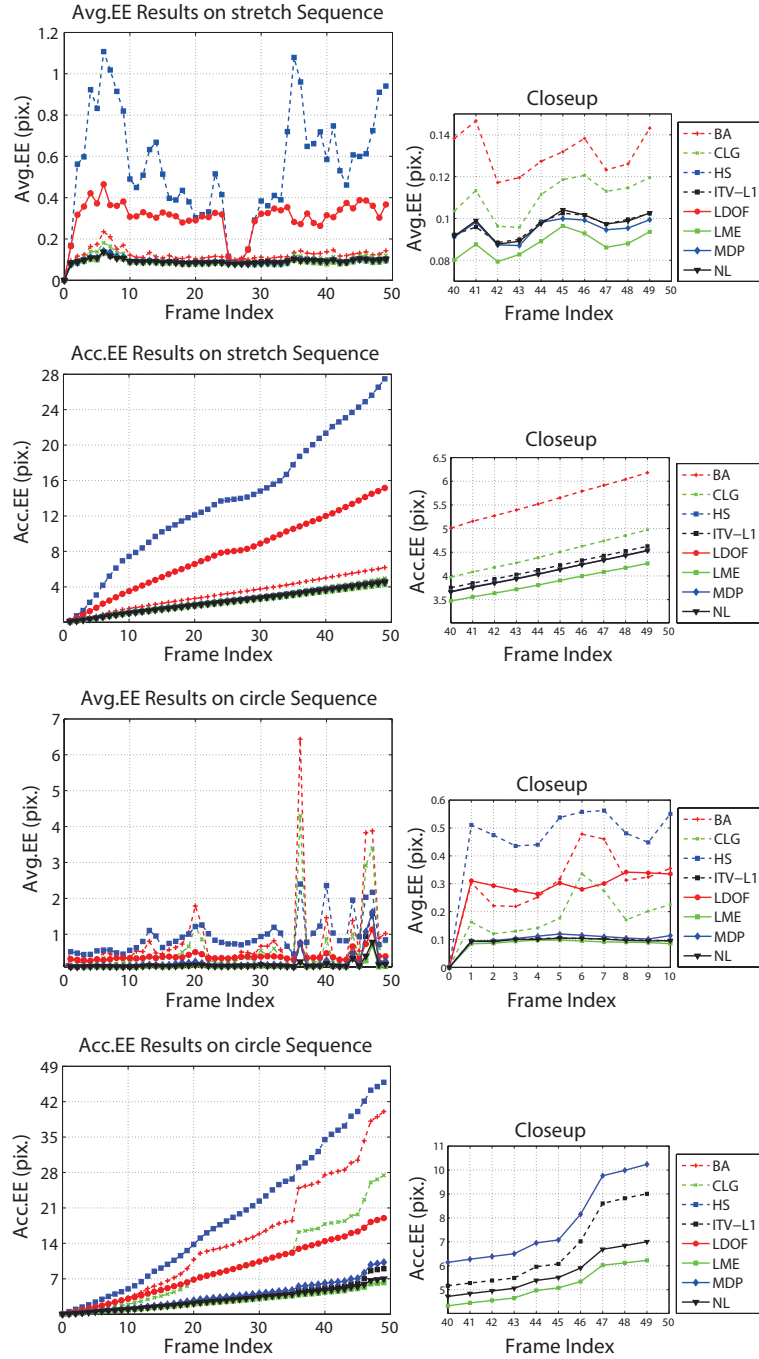 Avg.EE Results on stretch Sequence
1.2
1
0.8
0.6
0.4
0.2
0
0 10 20 30 40 50
Avg.EE (pix.)
Frame Index
Closeup
0.14
0.12
0.1
0.08
40 41 42 43 44 45 46 47 48 49 50
Avg.EE (pix.)
Frame Index
BA
CLG
HS
ITV-L1
LDOF
LME
MDP
NL
Acc.EE Results on stretch Sequence
28
24
20
16
12
8
4
0 10 20 30 40 50
Acc.EE (pix.)
Frame Index
Closeup
6.5
6
5.5
5
4.5
4
3.5
40 41 42 43 44 45 46 47 48 49 50
Acc.EE (pix.)
Frame Index
BA
CLG
HS
ITV-L1
LDOF
LME
MDP
NL
Avg.EE Results on circle Sequence
7
6
5
4
3
2
1
0 10 20 30 40 50
Avg.EE (pix.)
Frame Index
Closeup
0.6
0.5
0.4
0.3
0.2
0.1
0
0 1 2 3 4 5 6 7 8 9 10
Avg.EE (pix.)
Frame Index
BA
CLG
HS
ITV-L1
LDOF
LME
MDP
NL
Acc.EE Results on circle Sequence
49
42
35
28
21
14
7
0 10 20 30 40 50
Acc.EE (pix.)
Frame Index
Closeup
11
10
9
8
7
6
5
40 41 42 43 44 45 46 47 48 49 50
Acc.EE (pix.)
Frame Index
BA
CLG
HS
ITV-L1
LDOF
LME
MDP
NL